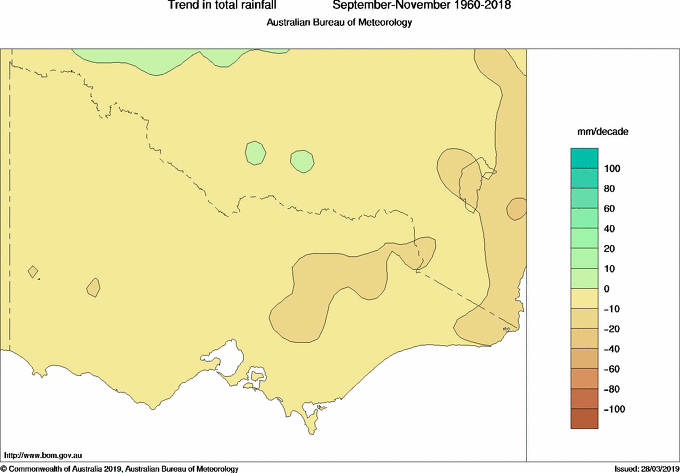 Trend in total rainfall September-November 1960-2018
Australian Bureau of Meteorology
mm/decade
100
80
60
40
20
10
0
-10
-20
-40
-60
-80
-100
http://www.bom.gov.au
© Commonwealth of Australia 2019, Australian Bureau of Meteorology Issued: 28/03/2019